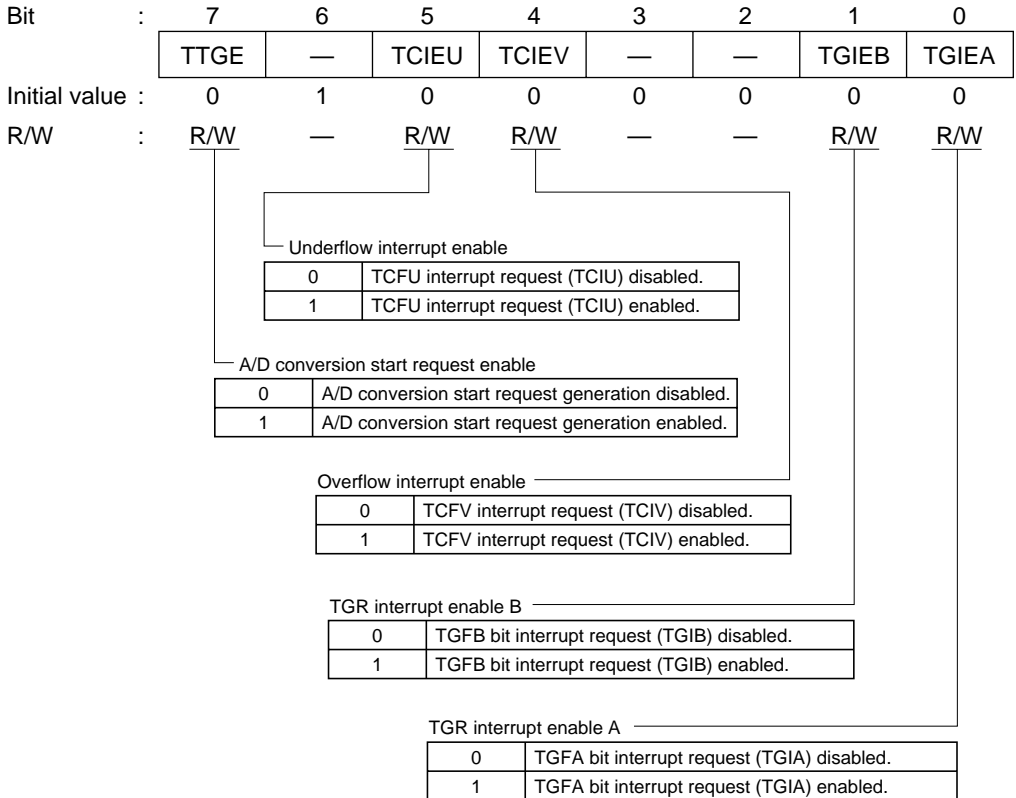 Bit : 7 6 5 4 3 2 1 0
TTGE — TCIEU TCIEV — — TGIEB TGIEA
Initial value : 0 1 0 0 0 0 0 0
R/W : R/W — R/W R/W — — R/W R/W
Underflow interrupt enable
0 TCFU interrupt request (TCIU) disabled.
1 TCFU interrupt request (TCIU) enabled.
A/D conversion start request enable
0 A/D conversion start request generation disabled.
1 A/D conversion start request generation enabled.
Overflow interrupt enable
0 TCFV interrupt request (TCIV) disabled.
1 TCFV interrupt request (TCIV) enabled.
TGR interrupt enable B
0 TGFB bit interrupt request (TGIB) disabled.
1 TGFB bit interrupt request (TGIB) enabled.
TGR interrupt enable A
0 TGFA bit interrupt request (TGIA) disabled.
1 TGFA bit interrupt request (TGIA) enabled.